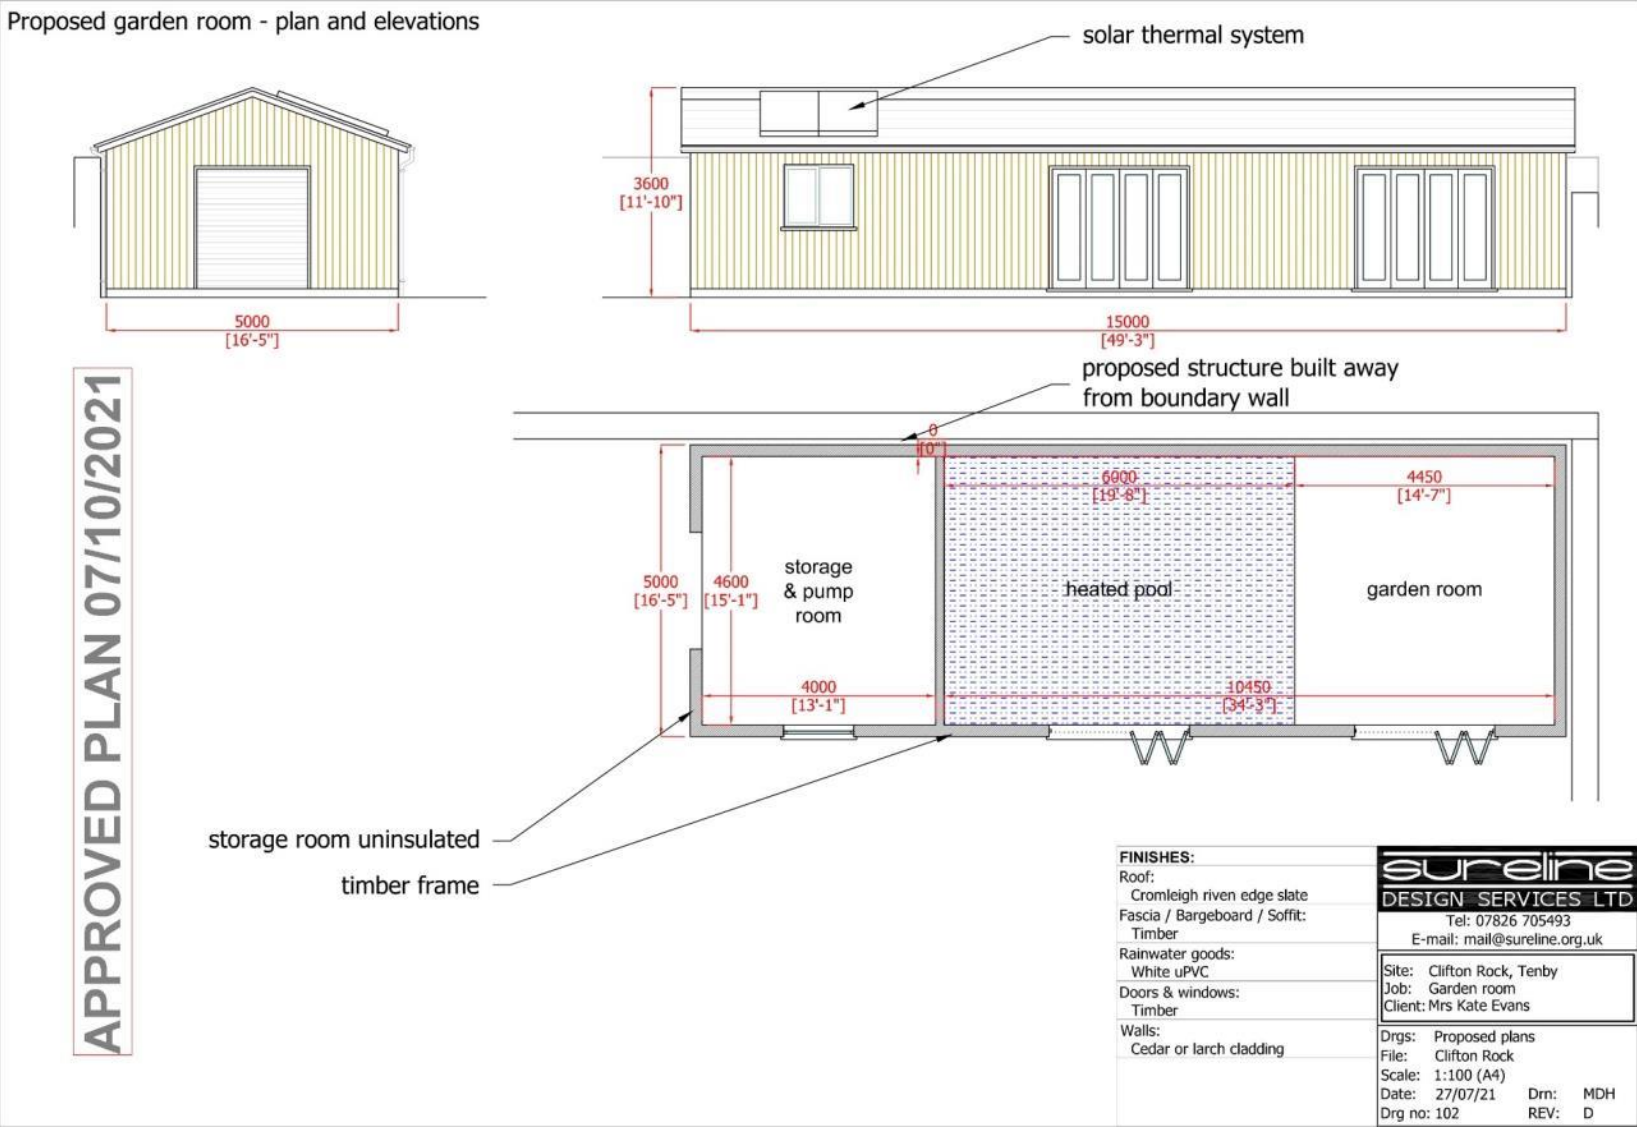 Proposed garden room - plan and elevations
solar thermal system
3600
[11'-10"]
5000
[16'-5"]
15000
[49'-3"]
proposed structure built away
from boundary wall
0
[0"]
6000
[19'-8"]
4450
[14'-7"]
storage
& pump
room
5000
[16'-5"]
4600
[15'-1"]
heated pool
garden room
4000
[13'-1"]
10450
[34'-3"]
storage room uninsulated
timber frame
APPROVED PLAN 07/10/2021
FINISHES:
Roof:
Cromleigh riven edge slate
Fascia / Bargeboard / Soffit:
Timber
Rainwater goods:
White uPVC
Doors & windows:
Timber
Walls:
Cedar or larch cladding
sureline
DESIGN SERVICES LTD
Tel: 07826 705493
E-mail: mail@sureline.org.uk
Site: Clifton Rock, Tenby
Job: Garden room
Client: Mrs Kate Evans
Drgs: Proposed plans
File: Clifton Rock
Scale: 1:100 (A4)
Date: 27/07/21 Drn: MDH
Drg no: 102 REV: D